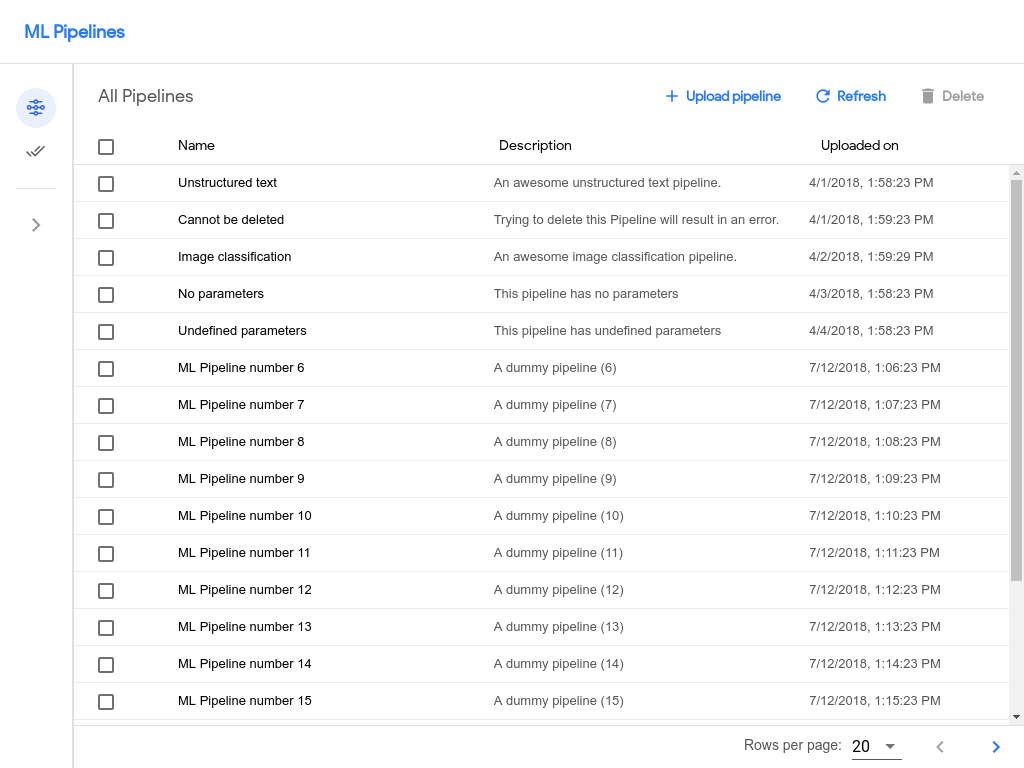 ML Pipelines
All Pipelines Upload pipeline Refresh Delete
Name Description Uploaded on
Unstructured text An awesome unstructured text pipeline. 4/1/2018, 1:58:23 PM
Cannot be deleted Trying to delete this Pipeline will result in an error. 4/1/2018, 1:59:23 PM
Image classification An awesome image classification pipeline. 4/2/2018, 1:59:29 PM
No parameters This pipeline has no parameters 4/3/2018, 1:58:23 PM
Undefined parameters This pipeline has undefined parameters 4/4/2018, 1:58:23 PM
ML Pipeline number 6 A dummy pipeline (6) 7/12/2018, 1:06:23 PM
ML Pipeline number 7 A dummy pipeline (7) 7/12/2018, 1:07:23 PM
ML Pipeline number 8 A dummy pipeline (8) 7/12/2018, 1:08:23 PM
ML Pipeline number 9 A dummy pipeline (9) 7/12/2018, 1:09:23 PM
ML Pipeline number 10 A dummy pipeline (10) 7/12/2018, 1:10:23 PM
ML Pipeline number 11 A dummy pipeline (11) 7/12/2018, 1:11:23 PM
ML Pipeline number 12 A dummy pipeline (12) 7/12/2018, 1:12:23 PM
ML Pipeline number 13 A dummy pipeline (13) 7/12/2018, 1:13:23 PM
ML Pipeline number 14 A dummy pipeline (14) 7/12/2018, 1:14:23 PM
ML Pipeline number 15 A dummy pipeline (15) 7/12/2018, 1:15:23 PM
Rows per page: 20